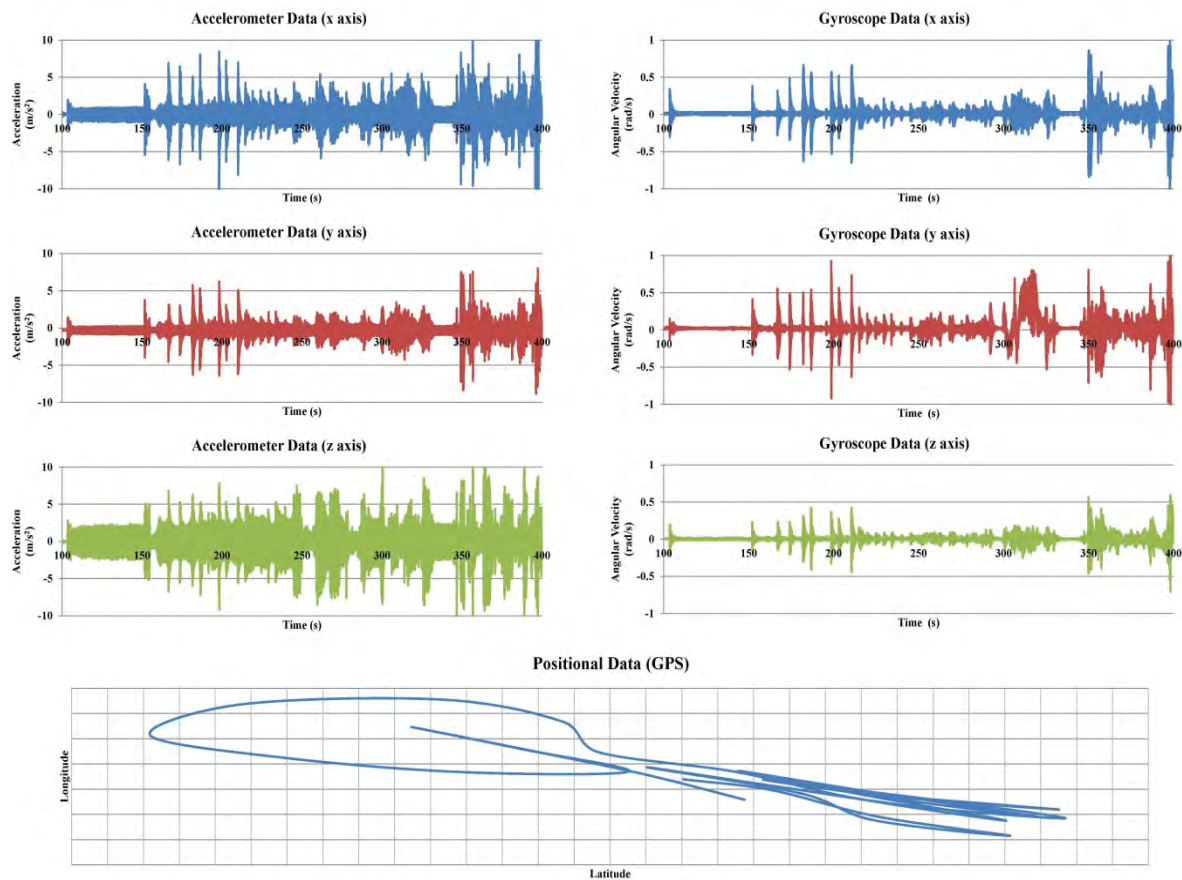 Accelerometer Data (x axis)
10
5
0
-5
-10
100
150
200
250
300
350
400
Acceleration
(m/s²)
Time (s)
Gyroscope Data (x axis)
1
0.5
0
-0.5
-1
100
150
200
250
300
350
400
Angular Velocity
(rad/s)
Time (s)
Accelerometer Data (y axis)
10
5
0
-5
-10
100
150
200
250
300
350
400
Acceleration
(m/s²)
Time (s)
Gyroscope Data (y axis)
1
0.5
0
-0.5
-1
100
150
200
250
300
350
400
Angular Velocity
(rad/s)
Time (s)
Accelerometer Data (z axis)
10
5
0
-5
-10
100
150
200
250
300
350
400
Acceleration
(m/s²)
Time (s)
Gyroscope Data (z axis)
1
0.5
0
-0.5
-1
100
150
200
250
300
350
400
Angular Velocity
(rad/s)
Time (s)
Positional Data (GPS)
Longitude
Latitude